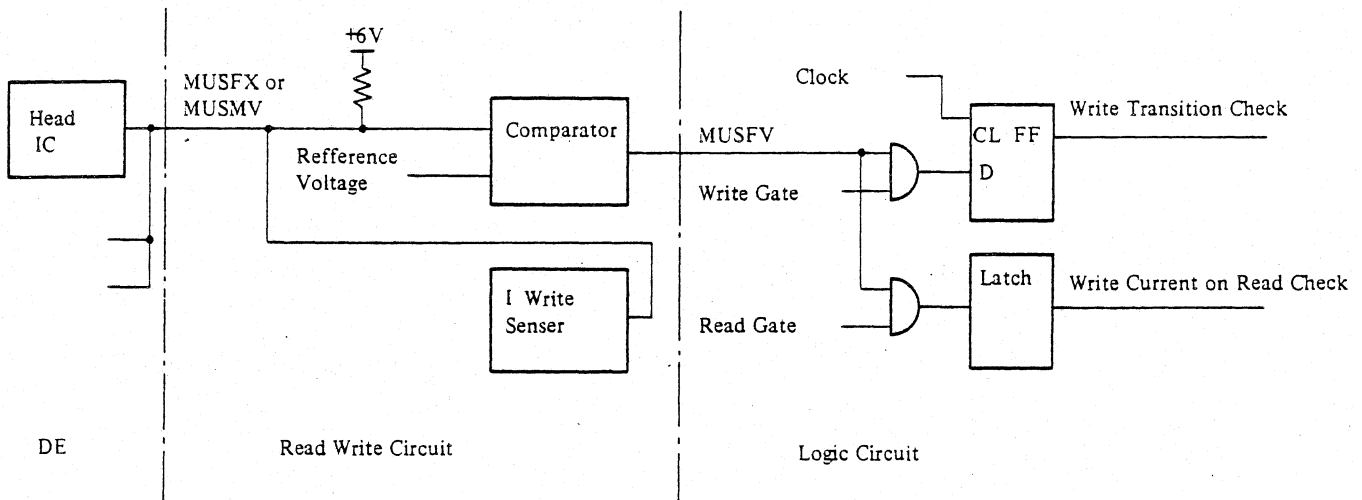 +6V
MUSFX or
MUSMV
Clock
Head
IC
Comparator
Write Transition Check
CL FF
Refference
Voltage
MUSFV
D
Write Gate
I Write
Senser
Latch
Write Current on Read Check
Read Gate
DE
Read Write Circuit
Logic Circuit